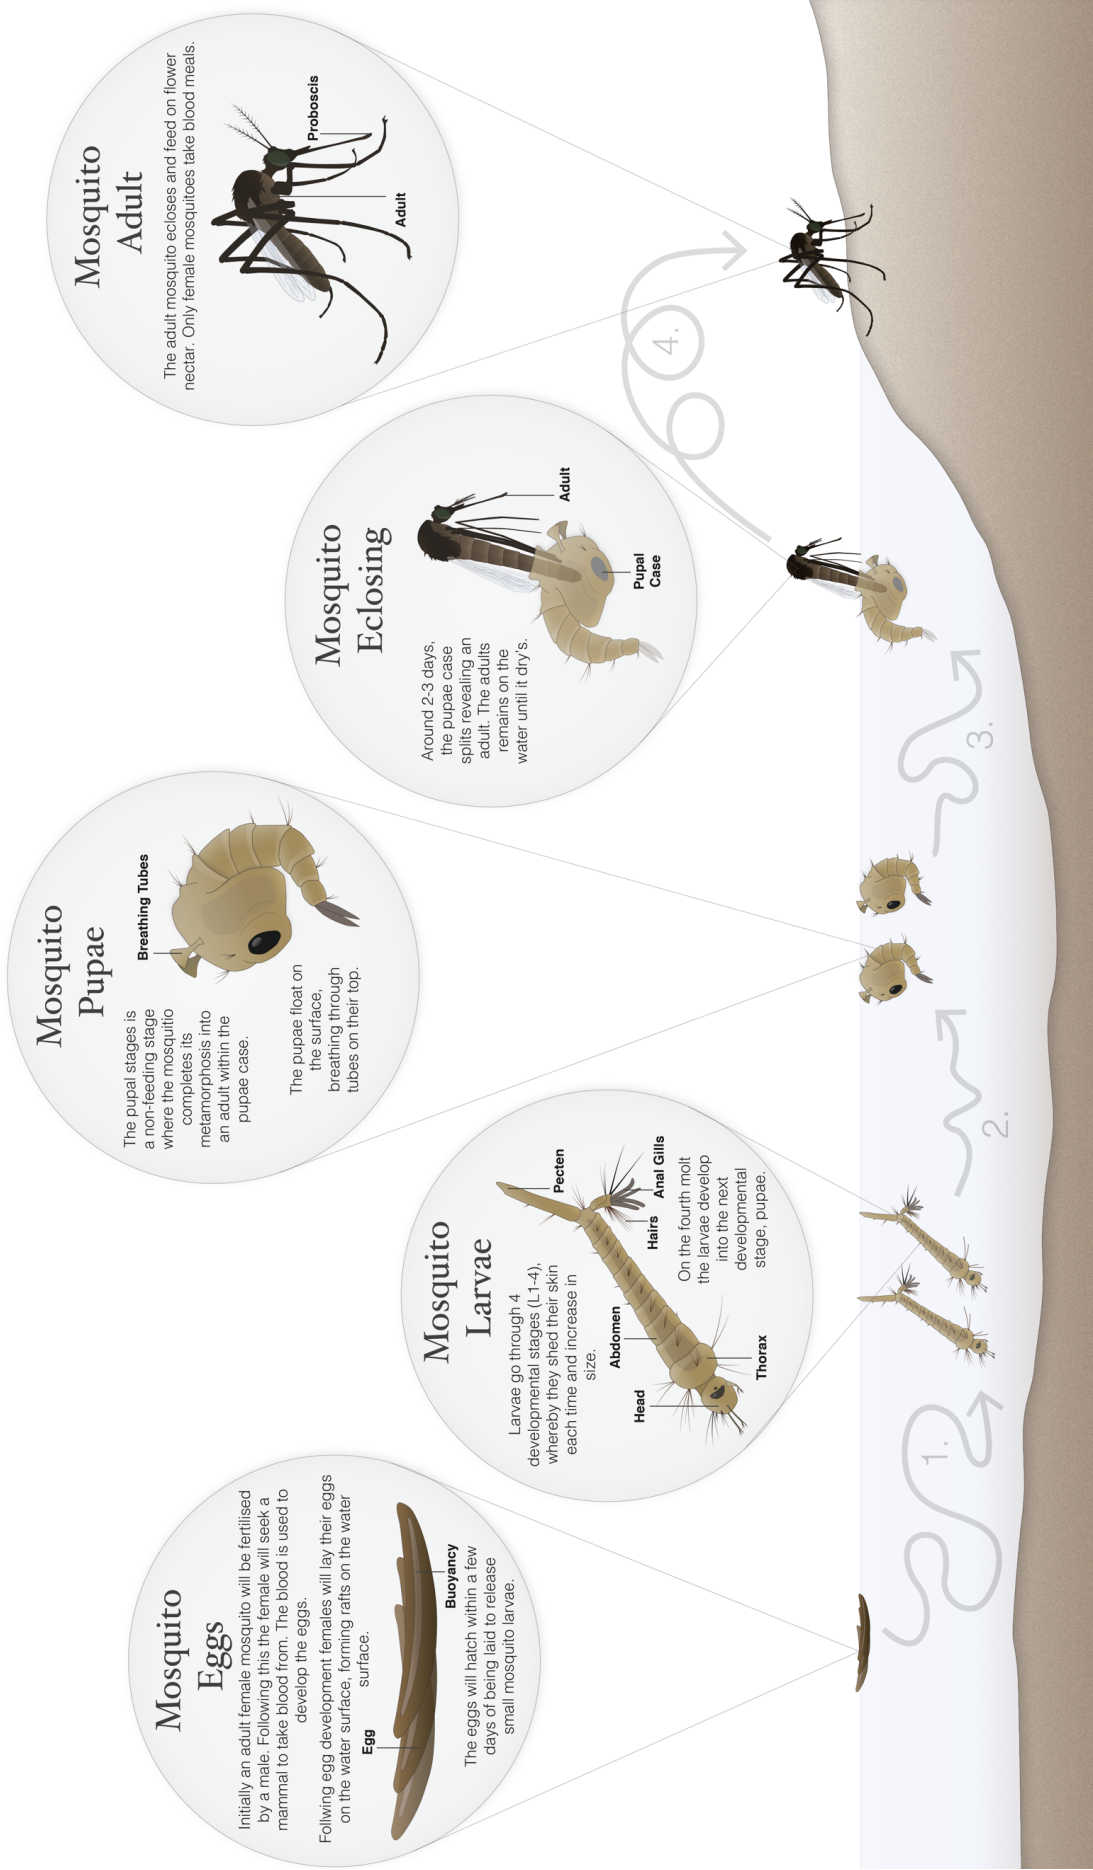 Mosquito
Eggs
Initially an adult female mosquito will be fertilised
by a male. Following this the female will seek a
mammal to take blood from. The blood is used to
develop the eggs.
Follwing egg development females will lay their eggs
on the water surface, forming rafts on the water
surface.
Egg
Buoyancy
The eggs will hatch within a few
days of being laid to release
small mosquito larvae.
1.
Mosquito
Larvae
Larvae go through 4
developmental stages (L1-4),
whereby they shed their skin
each time and increase in
size.
Pecten
Abdomen
Head
Hairs
Anal Gills
Thorax
On the fourth molt
the larvae develop
into the next
developmental
stage, pupae.
2.
Mosquito
Pupae
The pupal stages is
a non-feeding stage
where the mosquitio
completes its
metamorphosis into
an adult within the
pupae case.
Breathing Tubes
The pupae float on
the surface,
breathing through
tubes on their top.
3.
Mosquito
Eclosing
Around 2-3 days,
the pupae case
splits revealing an
adult. The adults
remains on the
water until it dry's.
Adult
Pupal
Case
4.
Mosquito
Adult
The adult mosquito ecloses and feed on flower
nectar. Only female mosquitoes take blood meals.
Proboscis
Adult